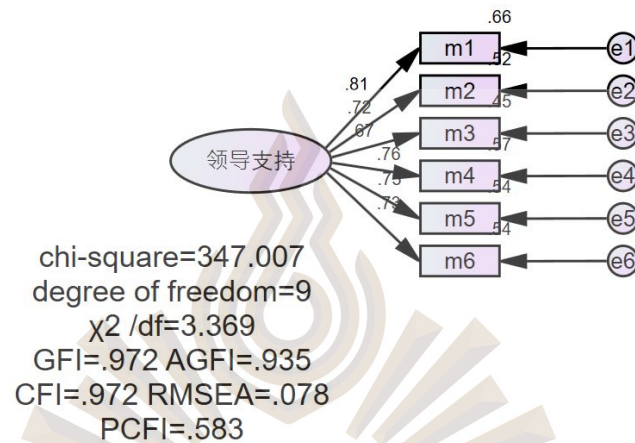 .66
m1
e1
.52
.81
m2
e2
.45
.72
.67
m3
e3
.57
领导支持
.76
m4
e4
.54
.73
m5
e5
.54
.73
m6
e6
chi-square=347.007
degree of freedom=9
χ2 /df=3.369
GFI=.972 AGFI=.935
CFI=.972 RMSEA=.078
PCFI=.583